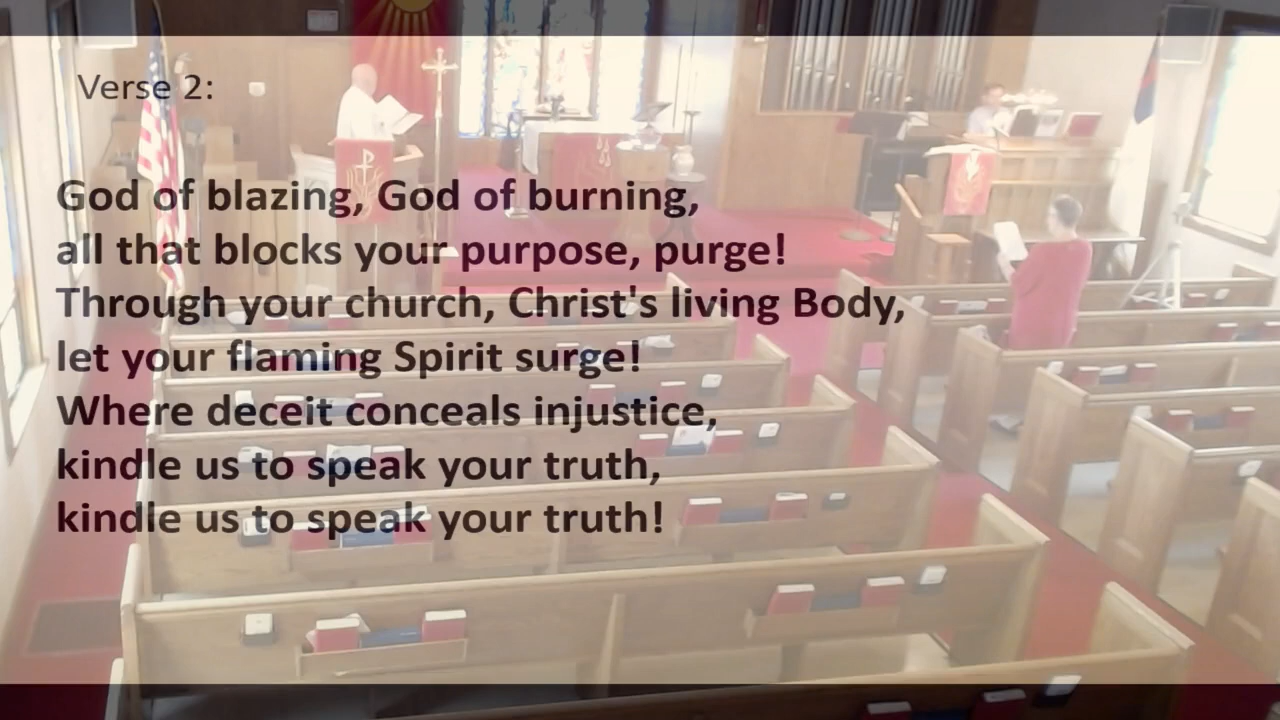 Verse 2:
God of blazing, God of burning,
all that blocks your purpose, purge!
Through your church, Christ's living Body,
let your flaming Spirit surge!
Where deceit conceals injustice,
kindle us to speak your truth,
kindle us to speak your truth!